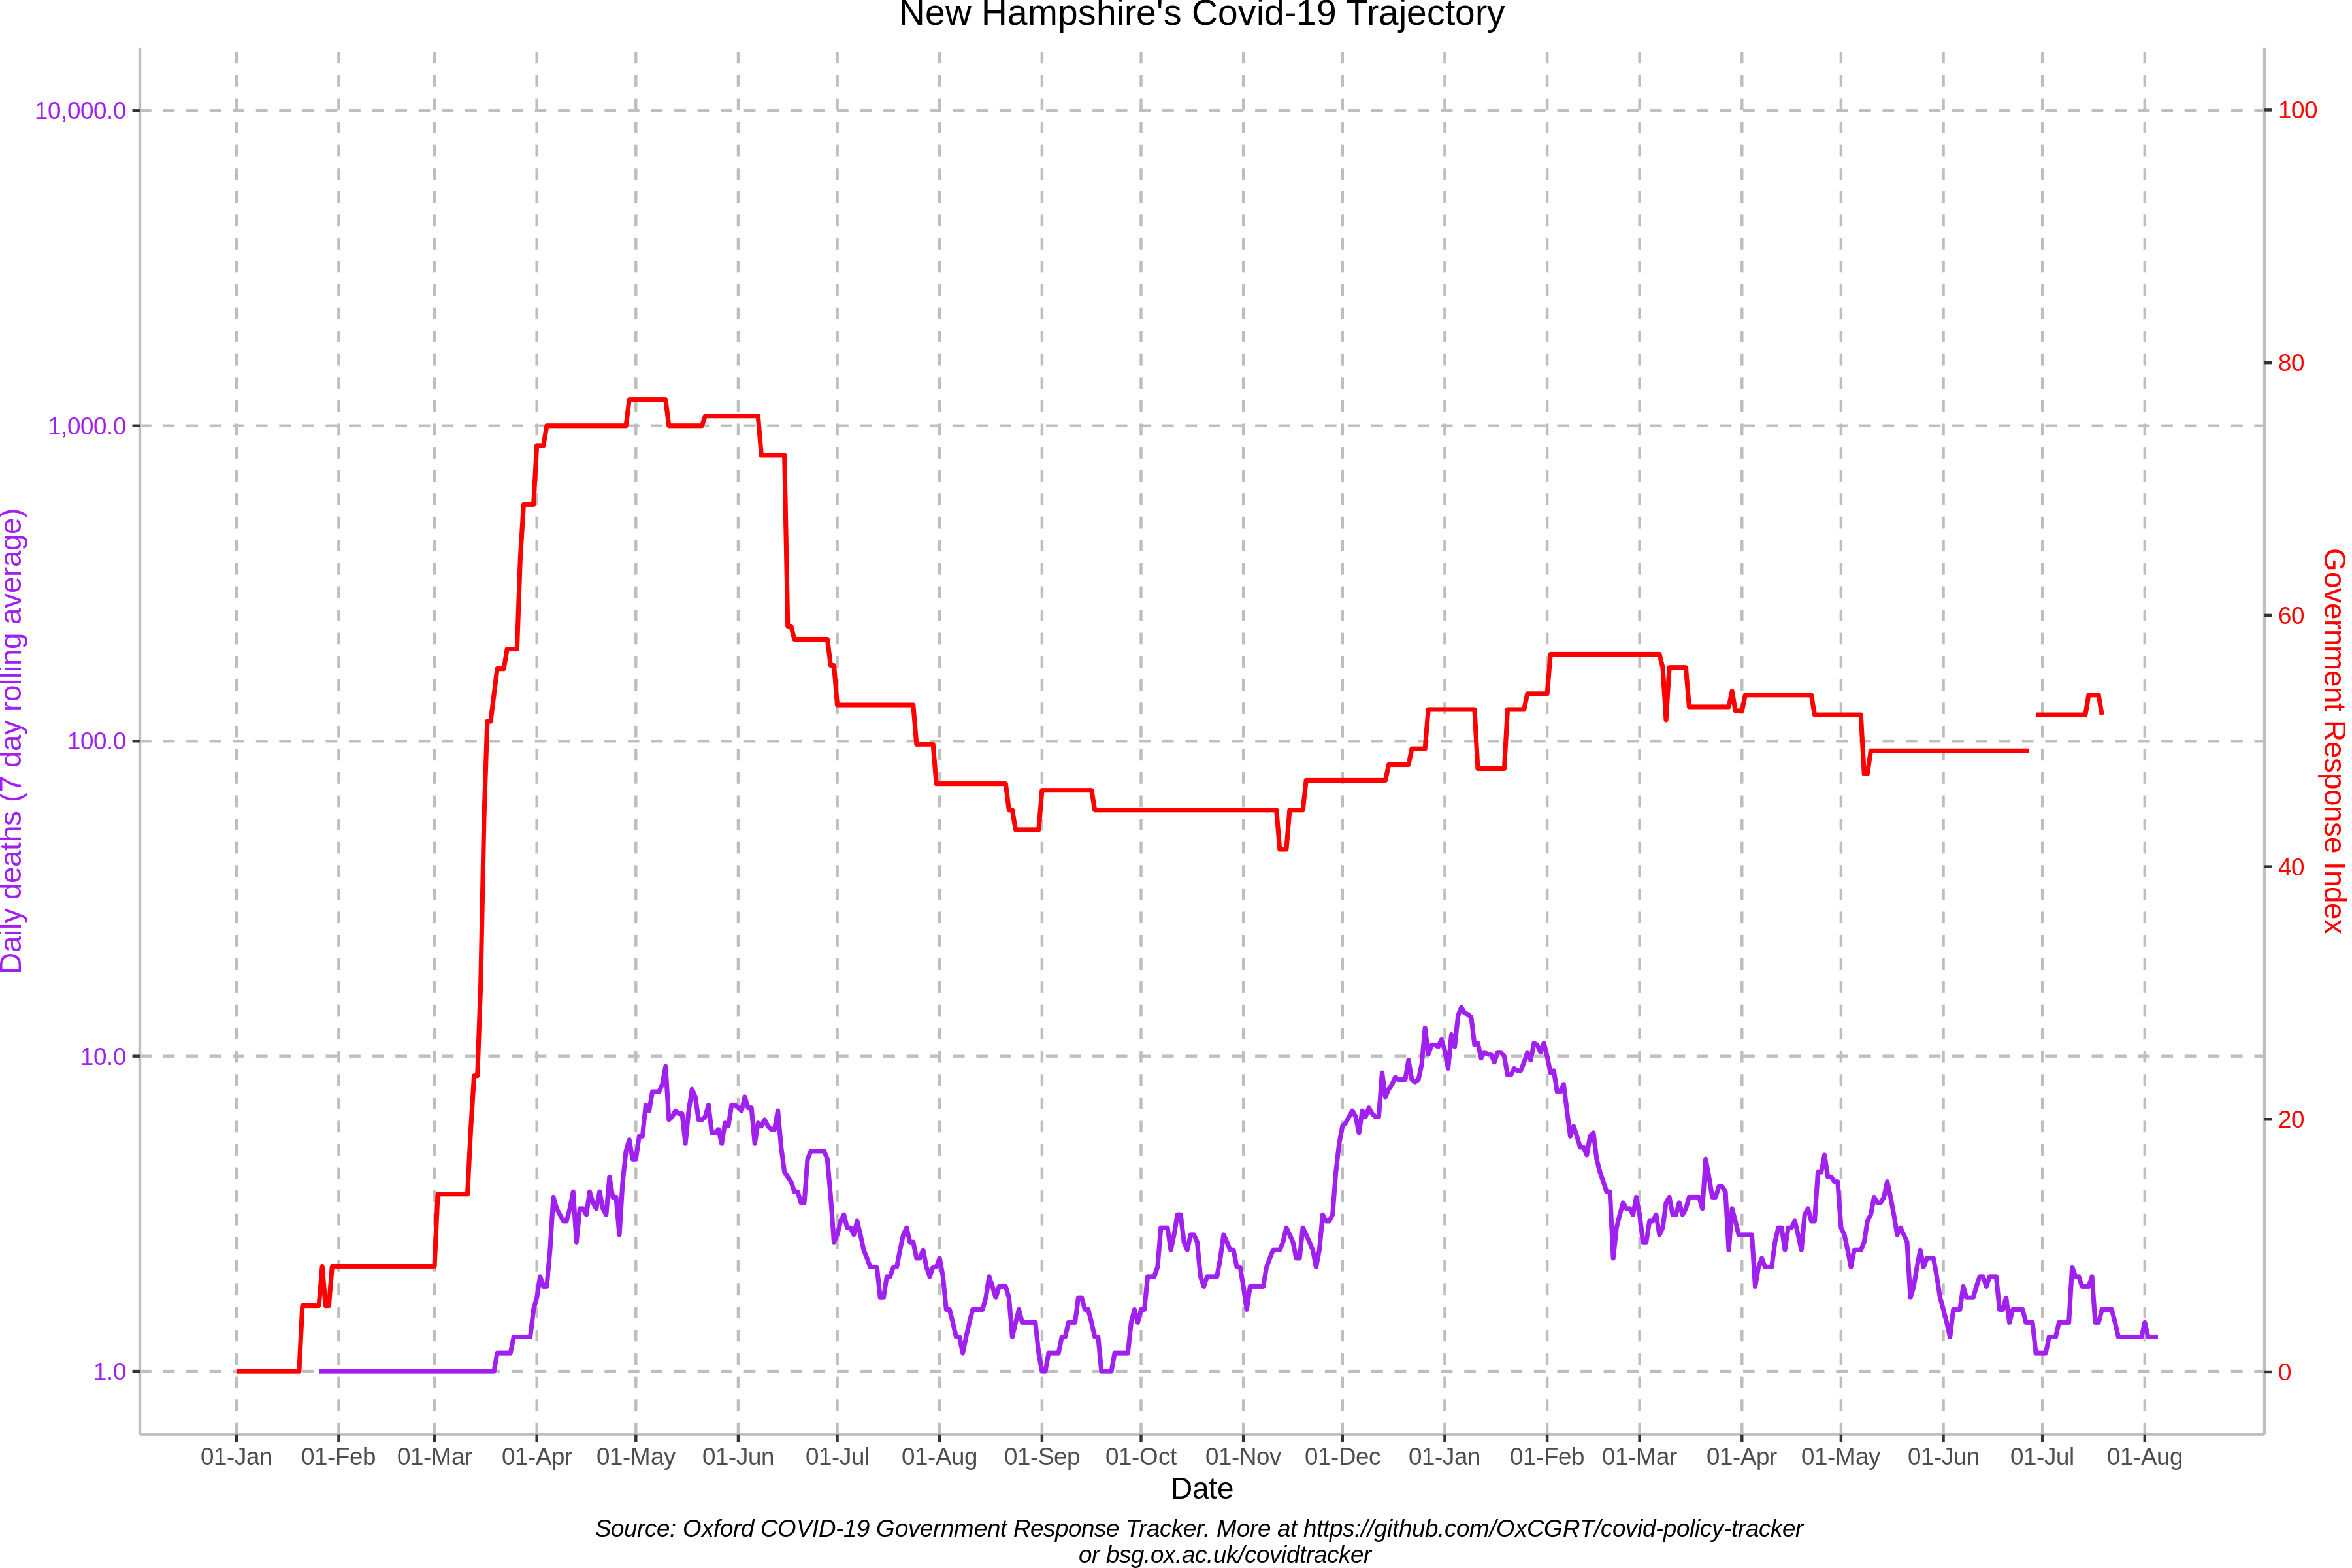 New Hampshire's Covid-19 Trajectory
10,000.0
1,000.0
100.0
10.0
1.0
Daily deaths (7 day rolling average)
100
80
60
40
20
0
Government Response Index
01-Jan 01-Feb 01-Mar 01-Apr 01-May 01-Jun 01-Jul 01-Aug 01-Sep 01-Oct 01-Nov 01-Dec 01-Jan 01-Feb 01-Mar 01-Apr 01-May 01-Jun 01-Jul 01-Aug
Date
Source: Oxford COVID-19 Government Response Tracker. More at https://github.com/OxCGRT/covid-policy-tracker
or bsg.ox.ac.uk/covidtracker